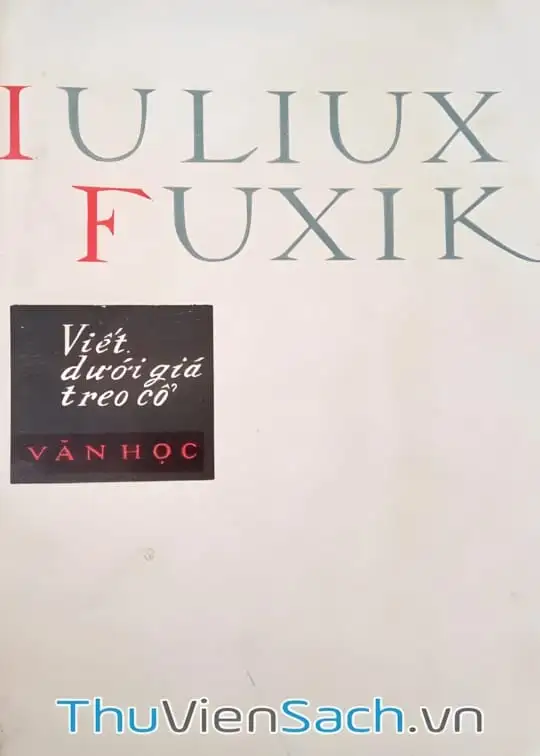 IULIUX
FUXIK
Viết
dưới giá
treo cổ
VĂN HỌC
ThuVienSach.vn